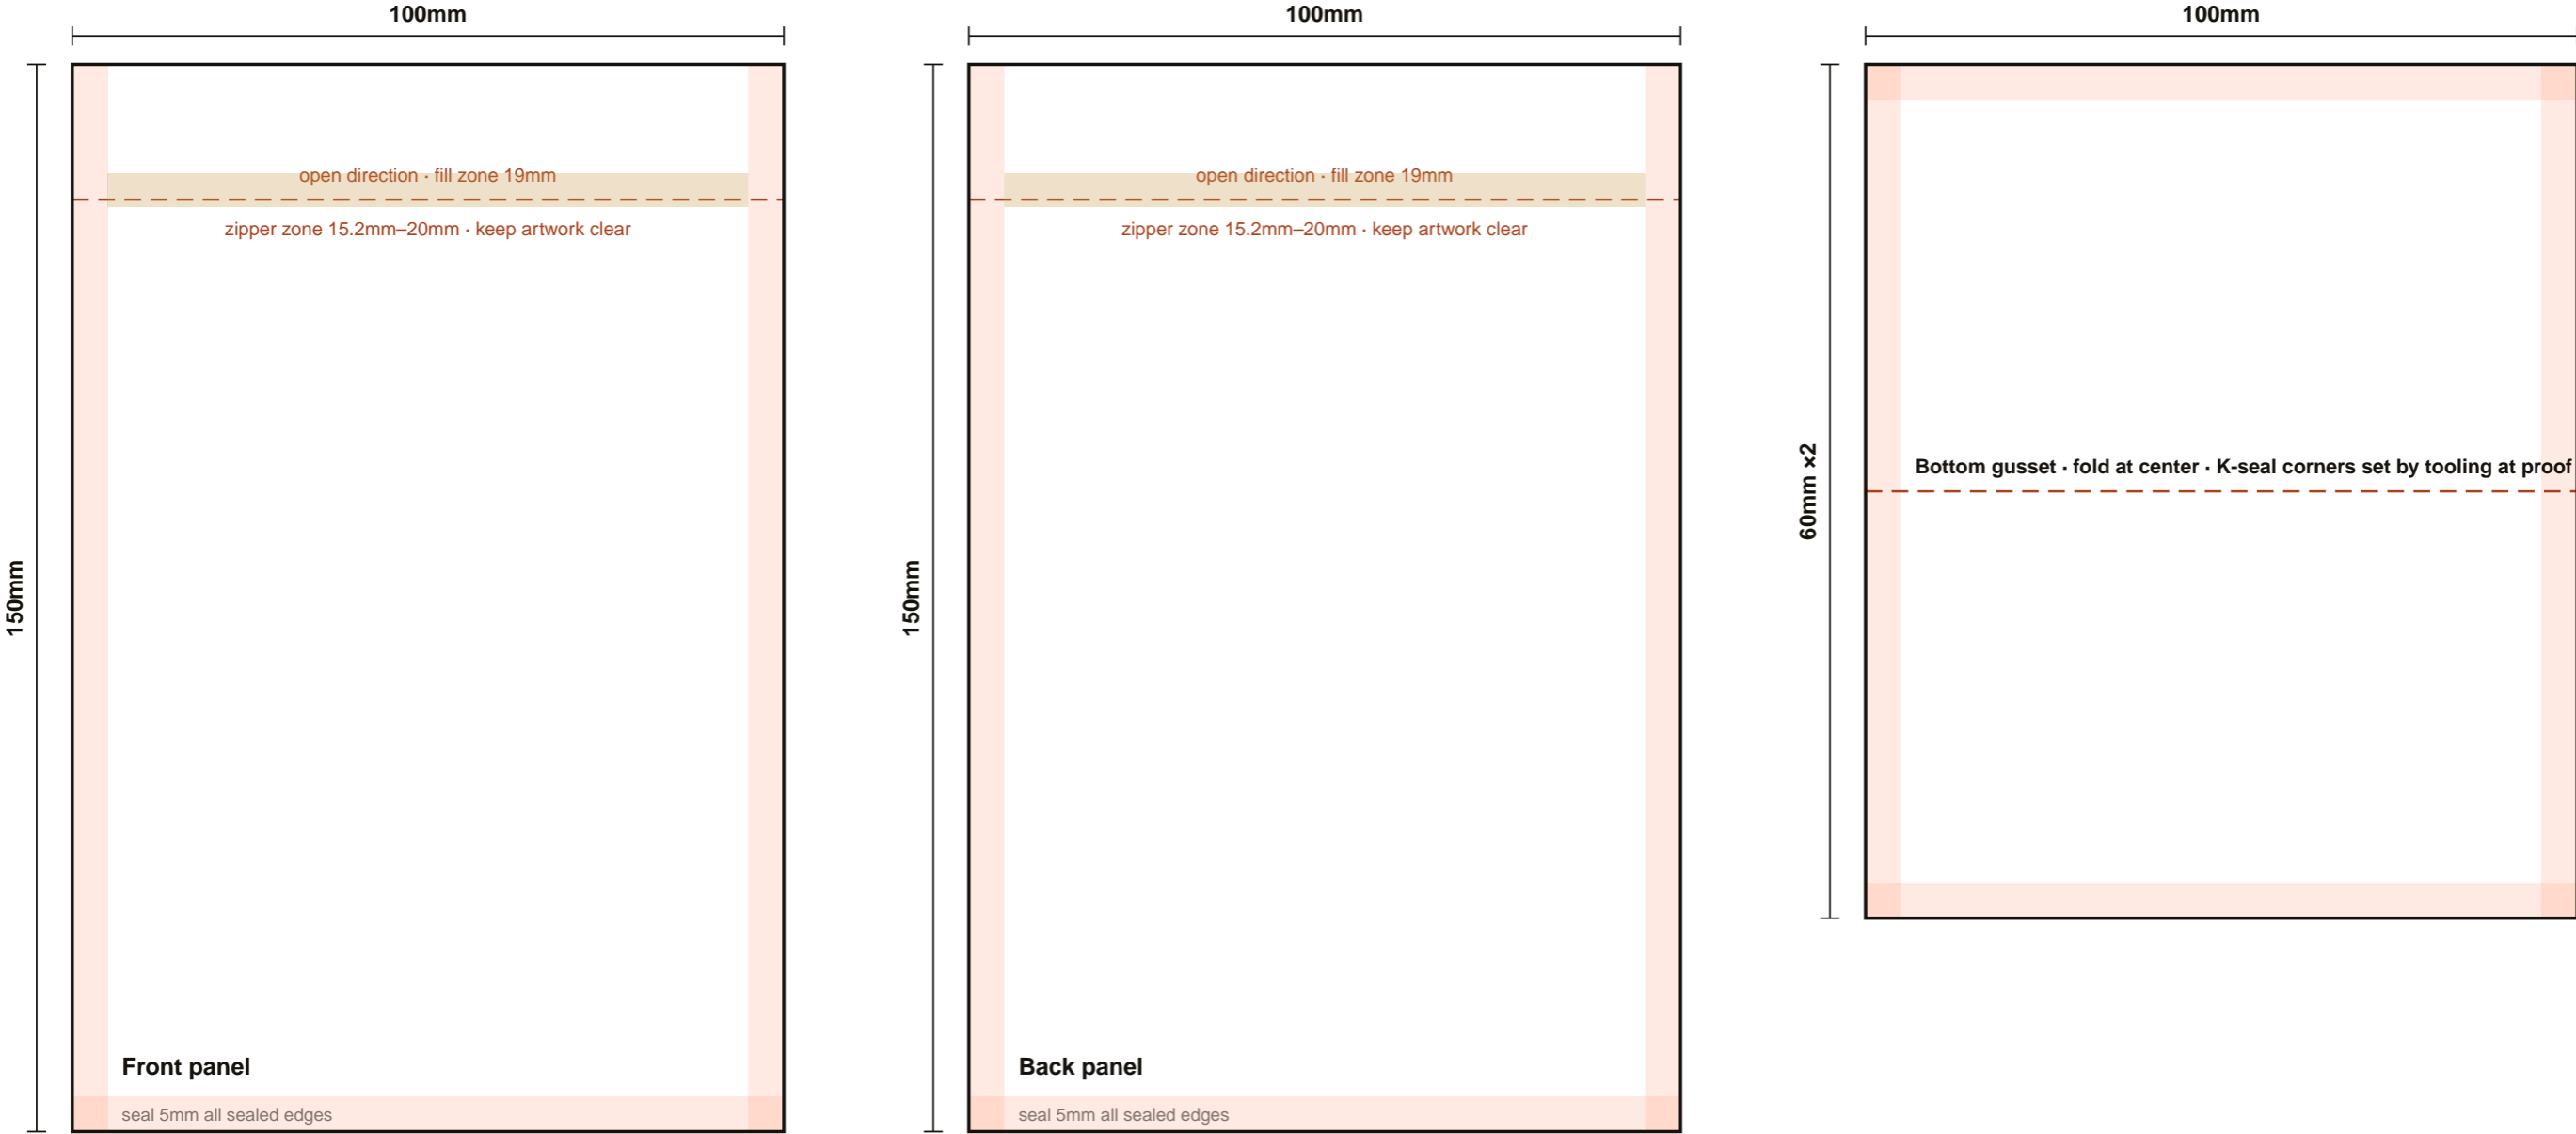 100mm
100mm
100mm
open direction · fill zone 19mm
zipper zone 15.2mm–20mm · keep artwork clear
150mm
Front panel
seal 5mm all sealed edges
open direction · fill zone 19mm
zipper zone 15.2mm–20mm · keep artwork clear
150mm
Back panel
seal 5mm all sealed edges
60mm ×2
Bottom gusset · fold at center · K-seal corners set by tooling at proof